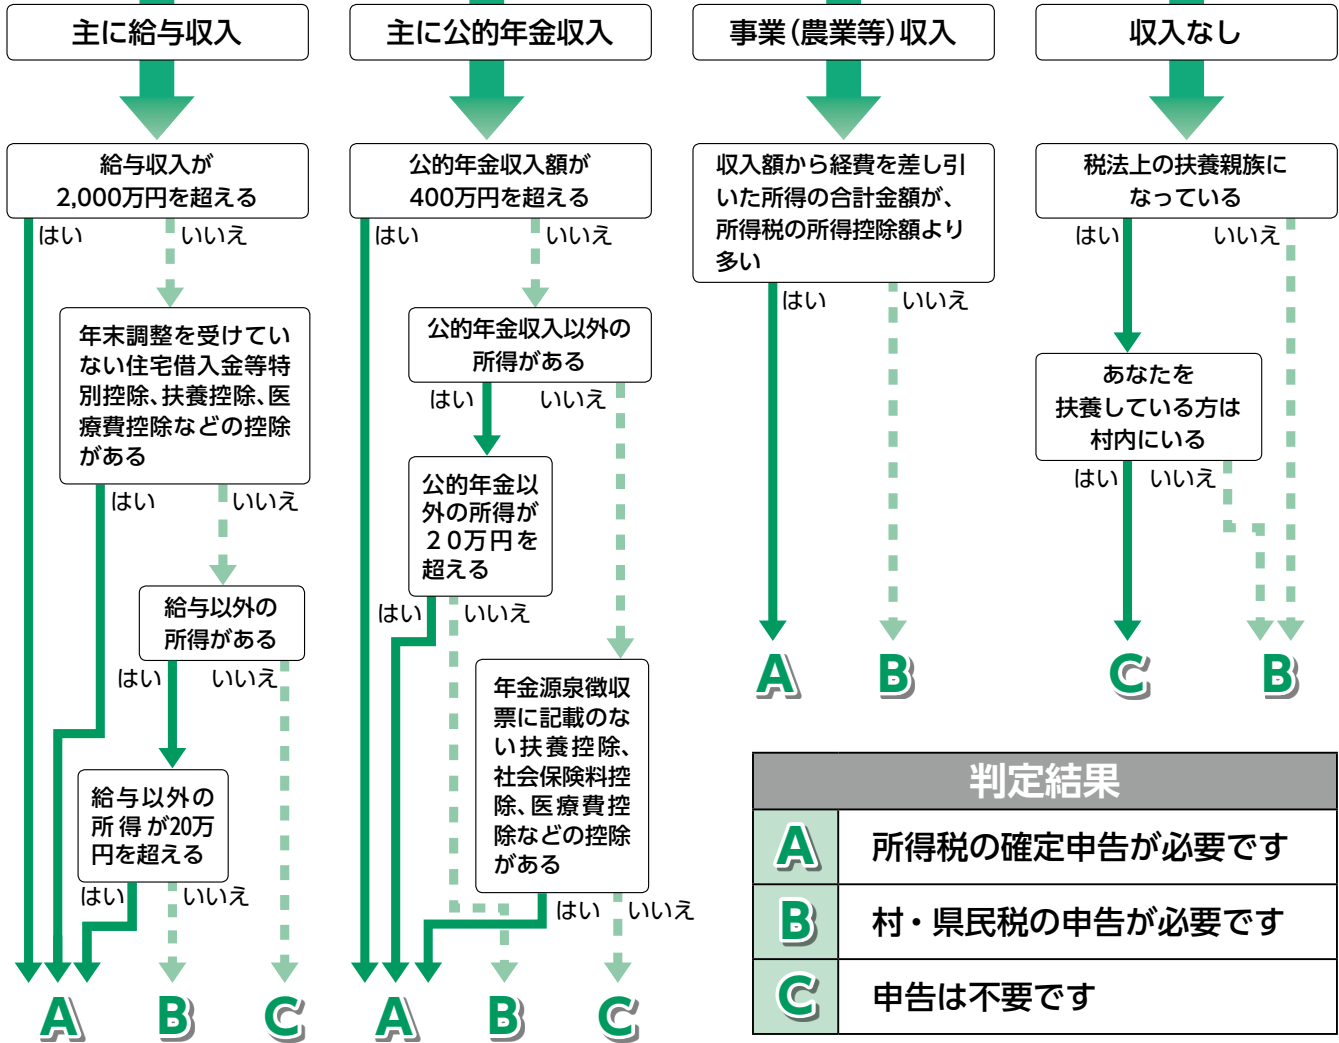 主に給与収入
給与収入が
2,000万円を超える
はい
いいえ
年末調整を受けてい
ない住宅借入金等特
別控除、扶養控除、医
療費控除などの控除
がある
はい
いいえ
給与以外の
所得がある
はい
いいえ
給与以外の
所得が20万
円を超える
はい
いいえ
A
B
C
主に公的年金収入
公的年金収入額が
400万円を超える
はい
いいえ
公的年金収入以外の
所得がある
はい
いいえ
公的年金以
外の所得が
20万円を
超える
はい
いいえ
年金源泉徴収
票に記載のな
い扶養控除、
社会保険料控
除、医療費控
除などの控除
がある
はい
いいえ
A
B
C
事業(農業等)収入
収入額から経費を差し引
いた所得の合計金額が、
所得税の所得控除額より
多い
はい
いいえ
A
B
収入なし
税法上の扶養親族に
なっている
はい
いいえ
あなたを
扶養している方は
村内にいる
はい
いいえ
C
B
判定結果
A 所得税の確定申告が必要です
B 村・県民税の申告が必要です
C 申告は不要です